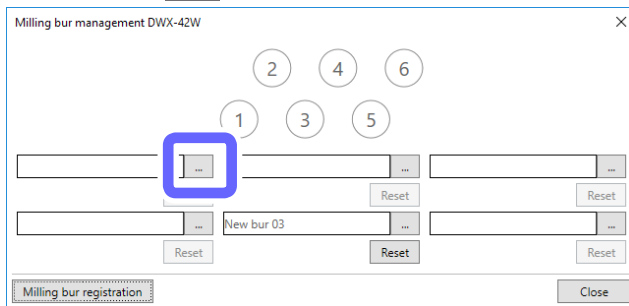 Milling bur management DWX-42W
2 4 6
1 3 5
... ... ...
Reset Reset
... New bur 03 ... ...
Reset Reset Reset
Milling bur registration Close